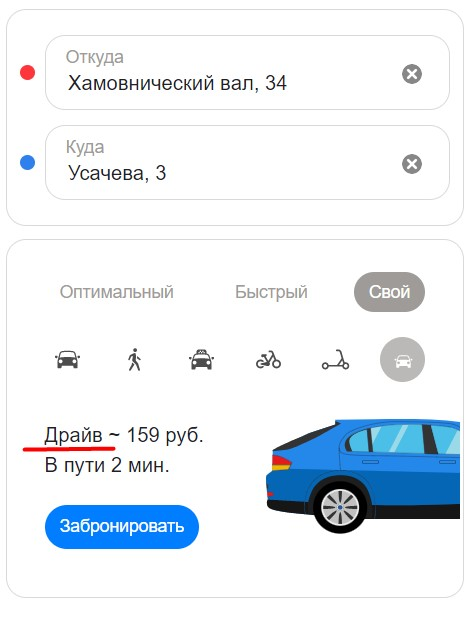 Откуда
Хамовнический вал, 34
Куда
Усачева, 3
Оптимальный Быстрый Свой
Драйв ~ 159 руб.
В пути 2 мин.
Забронировать